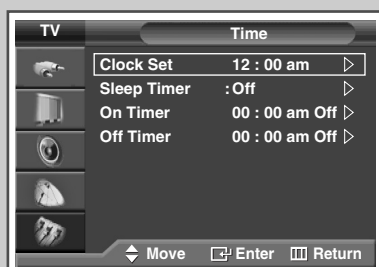 TV
Time
Clock Set 12 : 00 am
Sleep Timer : Off
On Timer 00 : 00 am Off
Off Timer 00 : 00 am Off
Move Enter Return